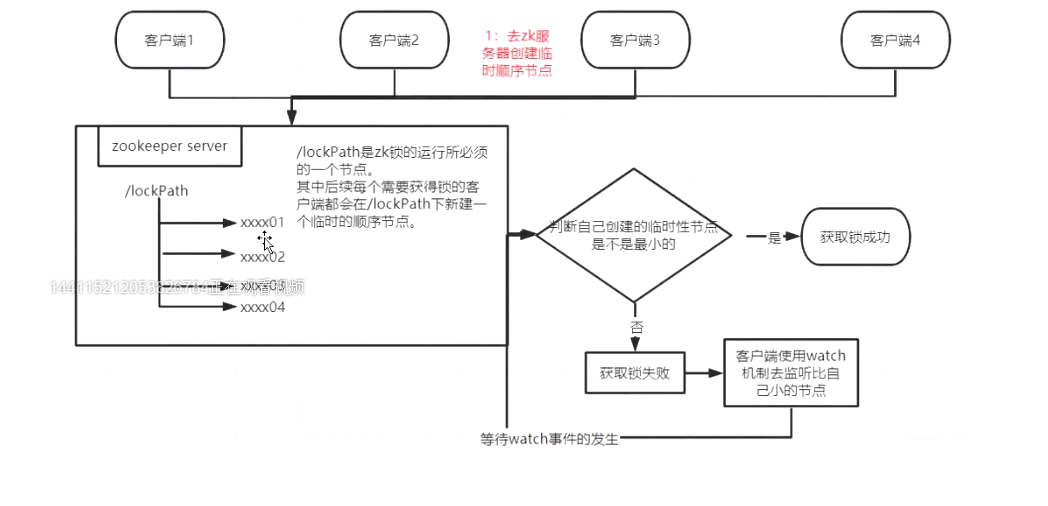 客户端1
客户端2
1：去zk服
务器创建临
时顺序节点
客户端3
客户端4
zookeeper server
/lockPath是zk锁的运行所必须
的一个节点。
其中后续每个需要获得锁的客
户端都会在/lockPath下新建一
个临时的顺序节点。
/lockPath
xxxx01
xxxx02
xxxx03
xxxx04
正在观看视频
判断自己创建的临时性节点
是不是最小的
是
获取锁成功
否
获取锁失败
客户端使用watch
机制去监听比自
己小的节点
等待watch事件的发生